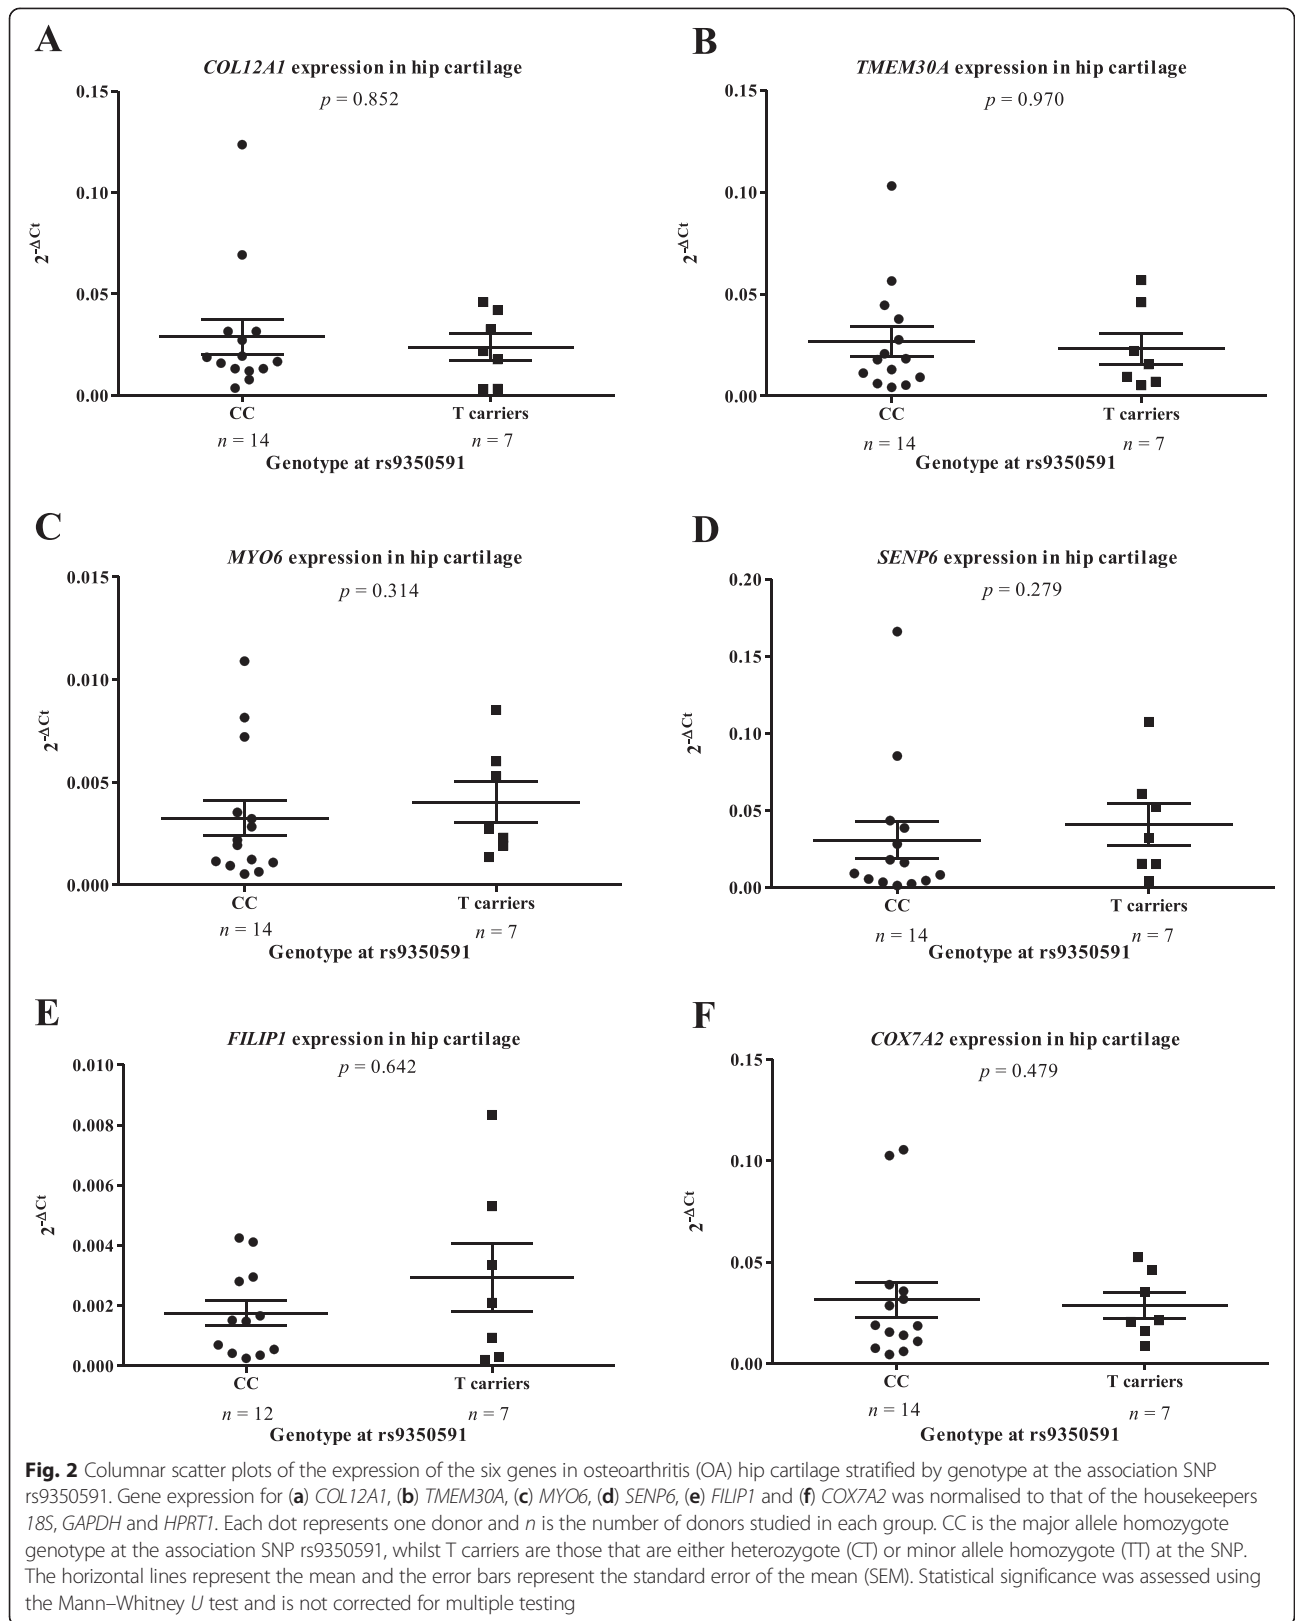 A
COL12A1 expression in hip cartilage
p = 0.852
0.15
0.10
0.05
0.00
2-ΔCt
CC
T carriers
n = 14
n = 7
Genotype at rs9350591
B
TMEM30A expression in hip cartilage
p = 0.970
0.15
0.10
0.05
0.00
2-ΔCt
CC
T carriers
n = 14
n = 7
Genotype at rs9350591
C
MYO6 expression in hip cartilage
p = 0.314
0.015
0.010
0.005
0.000
2-ΔCt
CC
T carriers
n = 14
n = 7
Genotype at rs9350591
D
SENP6 expression in hip cartilage
p = 0.279
0.20
0.15
0.10
0.05
0.00
2-ΔCt
CC
T carriers
n = 14
n = 7
Genotype at rs9350591
E
FILIP1 expression in hip cartilage
p = 0.642
0.010
0.008
0.006
0.004
0.002
0.000
2-ΔCt
CC
T carriers
n = 12
n = 7
Genotype at rs9350591
F
COX7A2 expression in hip cartilage
p = 0.479
0.15
0.10
0.05
0.00
2-ΔCt
CC
T carriers
n = 14
n = 7
Genotype at rs9350591
Fig. 2 Columnar scatter plots of the expression of the six genes in osteoarthritis (OA) hip cartilage stratified by genotype at the association SNP
rs9350591. Gene expression for (a) COL12A1, (b) TMEM30A, (c) MYO6, (d) SENP6, (e) FILIP1 and (f) COX7A2 was normalised to that of the housekeepers
18S, GAPDH and HPRT1. Each dot represents one donor and n is the number of donors studied in each group. CC is the major allele homozygote
genotype at the association SNP rs9350591, whilst T carriers are those that are either heterozygote (CT) or minor allele homozygote (TT) at the SNP.
The horizontal lines represent the mean and the error bars represent the standard error of the mean (SEM). Statistical significance was assessed using
the Mann–Whitney U test and is not corrected for multiple testing